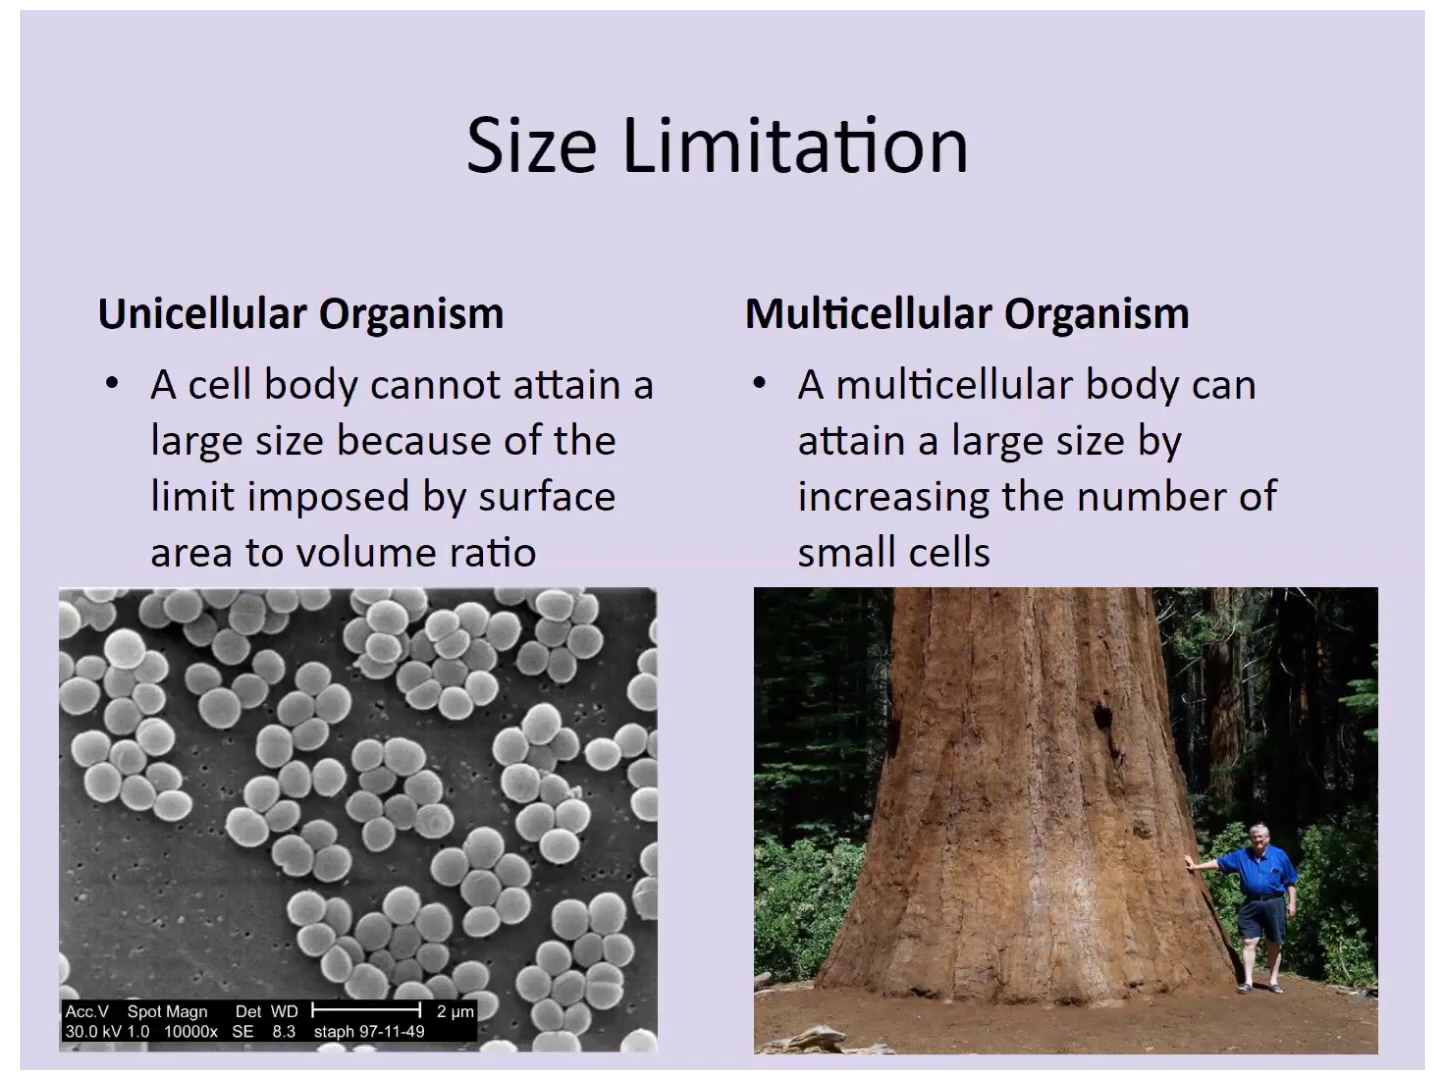 Size Limitation
Unicellular Organism
• A cell body cannot attain a
large size because of the
limit imposed by surface
area to volume ratio
Multicellular Organism
• A multicellular body can
attain a large size by
increasing the number of
small cells
Acc.V Spot Magn Det WD 2 μm
30.0 kV 1.0 10000x SE 8.3 staph 97-11-49